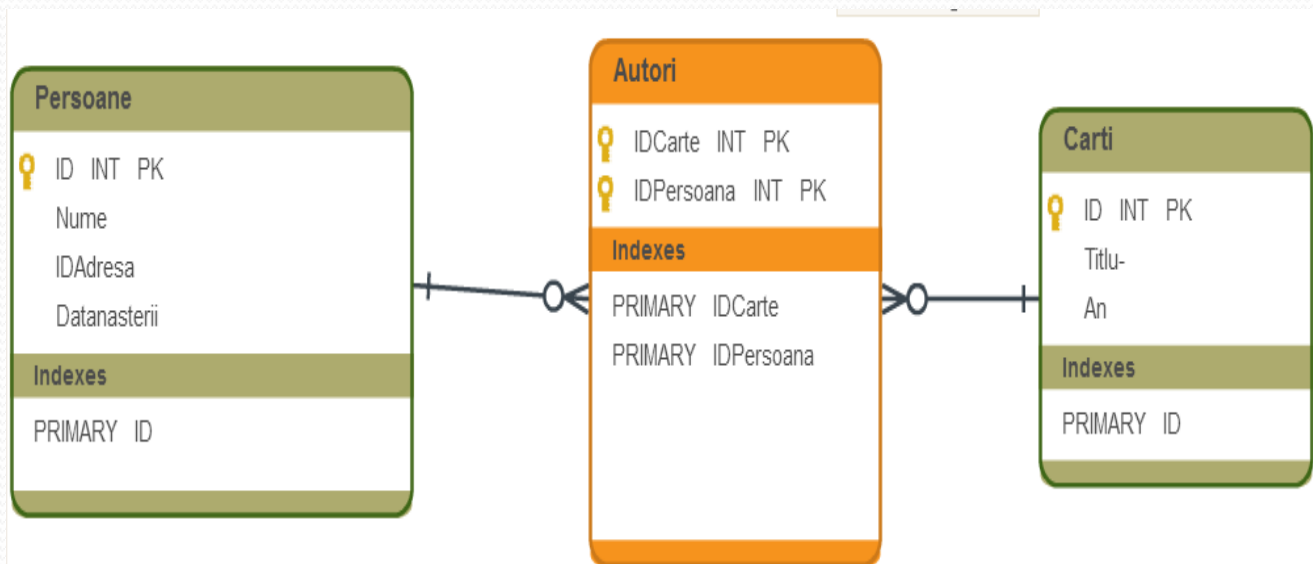 Persoane
ID INT PK
Nume
IDAdresa
Datanasterii
Indexes
PRIMARY ID
Autori
IDCarte INT PK
IDPersoana INT PK
Indexes
PRIMARY IDCarte
PRIMARY IDPersoana
Carti
ID INT PK
Titlu-
An
Indexes
PRIMARY ID